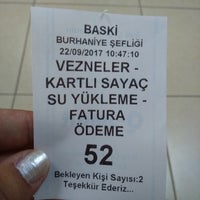 BASKİ
BURHANİYE ŞEFLİĞİ
22/09/2017 10:47:10
VEZNELER -
KARTLI SAYAÇ
SU YÜKLEME -
FATURA
ÖDEME
52
Bekleyen Kişi Sayısı:2
Teşekkür Ederiz...